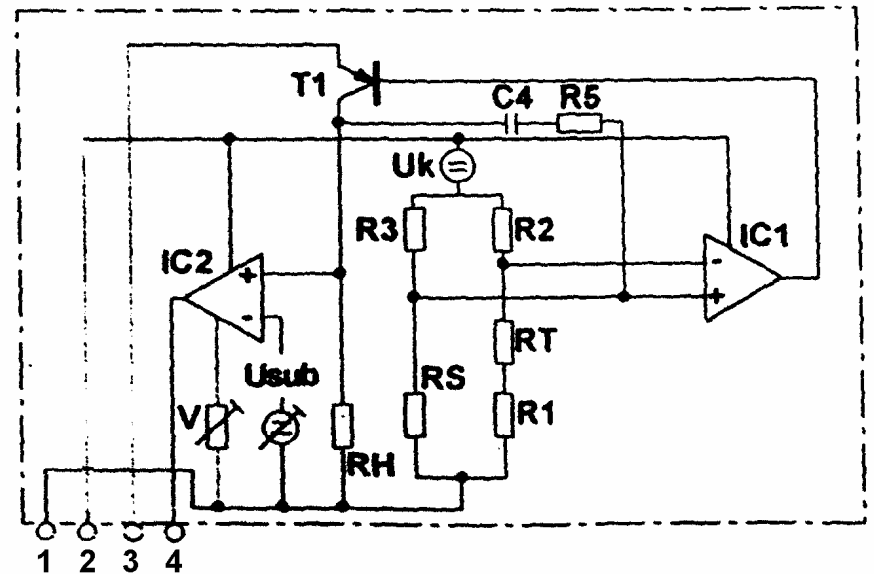 T1
C4 R5
Uk
R3 R2 IC1
IC2
-
+
+
-
RT
Usub RS
V R1
RH
1 2 3 4